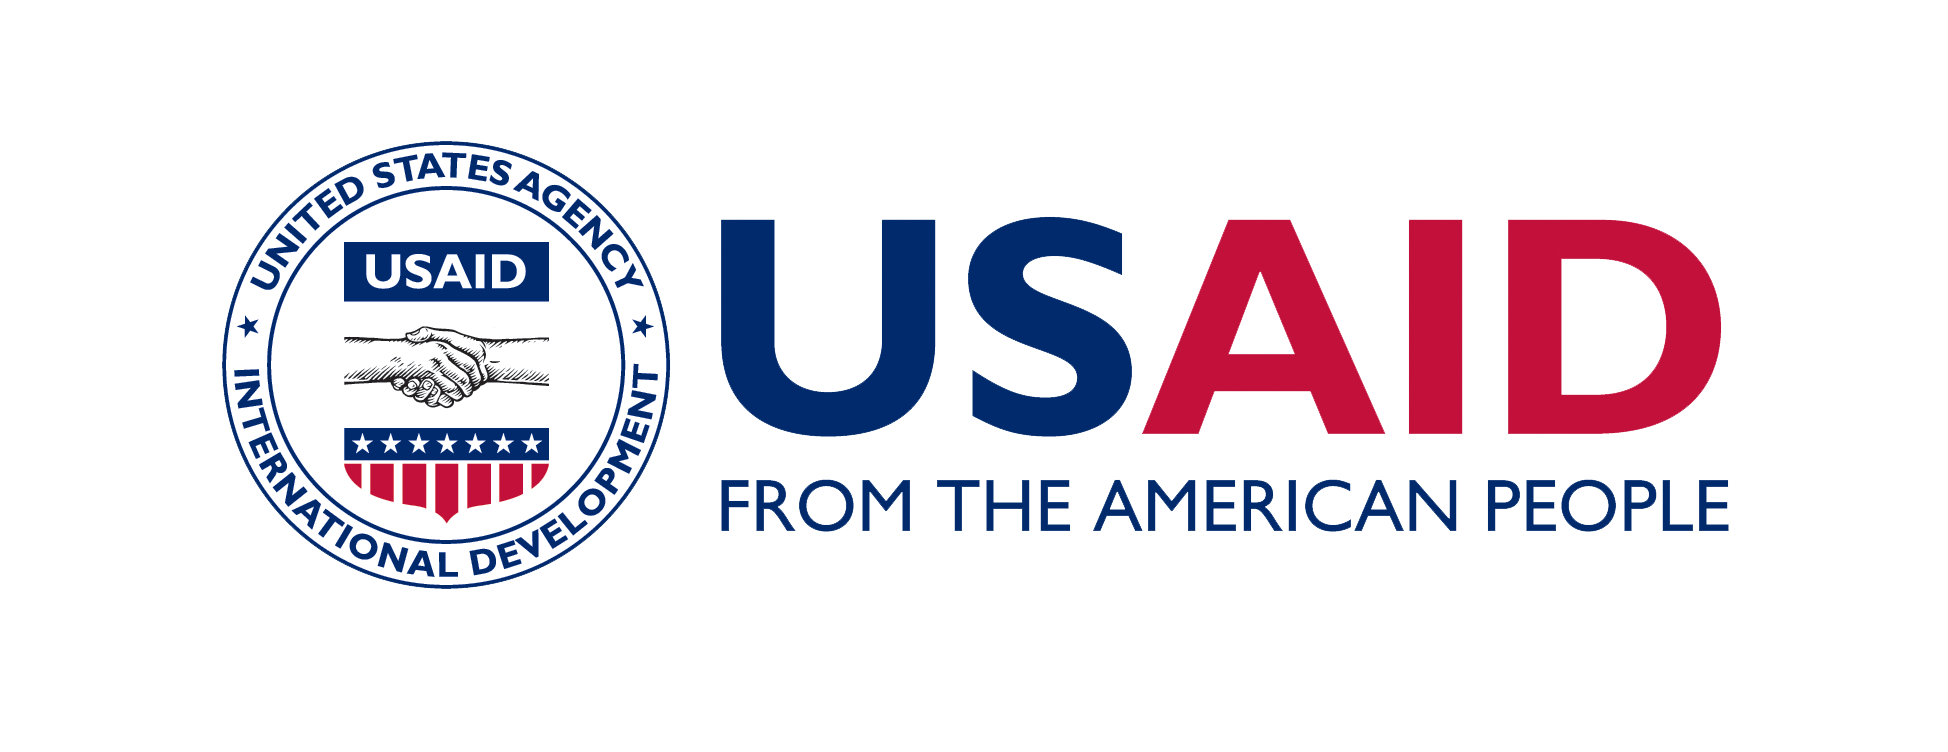 UNITED STATES AGENCY
USAID
INTERNATIONAL DEVELOPMENT
USAID
FROM THE AMERICAN PEOPLE